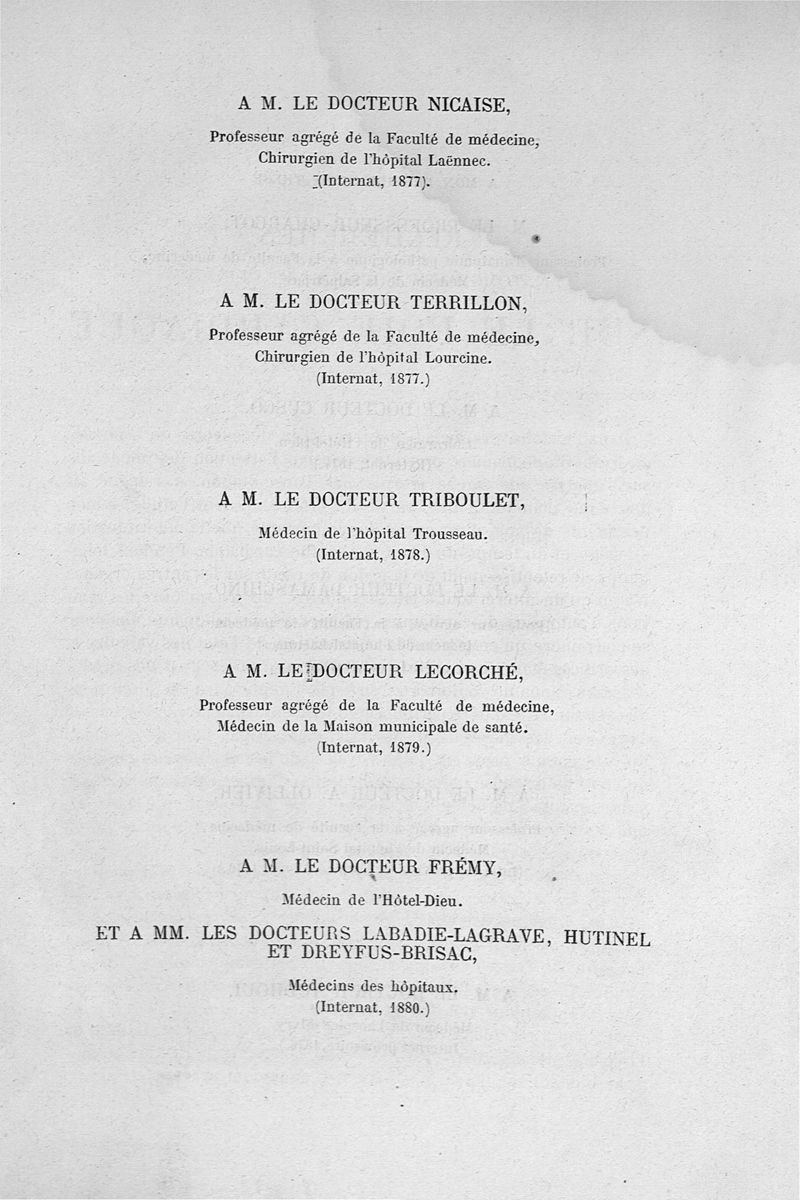 A M. LE DOCTEUR NICAISE,
Professeur agrégé de la Faculté de médecine,
Chirurgien de l'hôpital Laënnec.
(Internat, 1877).
A M. LE DOCTEUR TERRILLON,
Professeur agrégé de la Faculté de médecine,
Chirurgien de l'hôpital Lourcine.
(Internat, 1877.)
A M. LE DOCTEUR TRIBOULET,
Médecin de l'hôpital Trousseau.
(Internat, 1878.)
A M. LE DOCTEUR LECORCHÉ,
Professeur agrégé de la Faculté de médecine,
Médecin de la Maison municipale de santé.
(Internat, 1879.)
A M. LE DOCTEUR FRÉMY,
Médecin de l'Hôtel-Dieu.
ET A MM. LES DOCTEURS LABADIE-LAGRAVE, HUTINEL
ET DREYFUS-BRISAC,
Médecins des hôpitaux.
(Internat, 1880.)